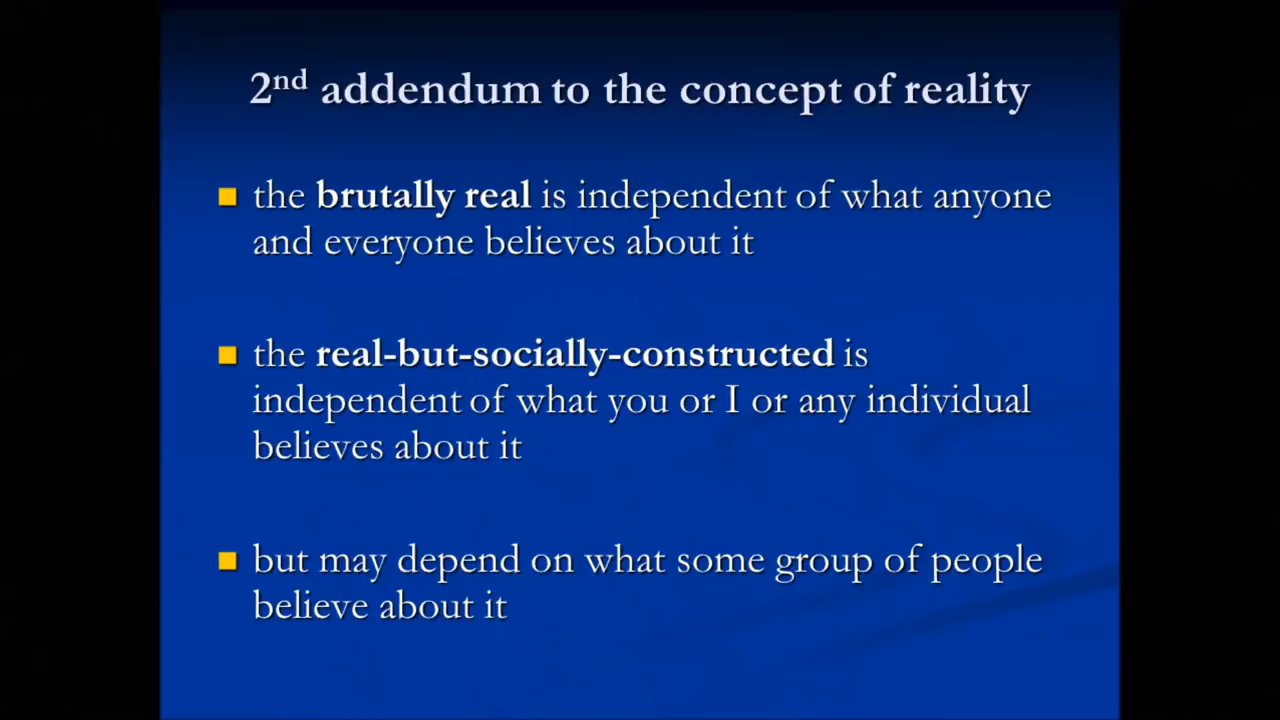 2nd addendum to the concept of reality
the brutally real is independent of what anyone
and everyone believes about it
the real-but-socially-constructed is
independent of what you or I or any individual
believes about it
but may depend on what some group of people
believe about it